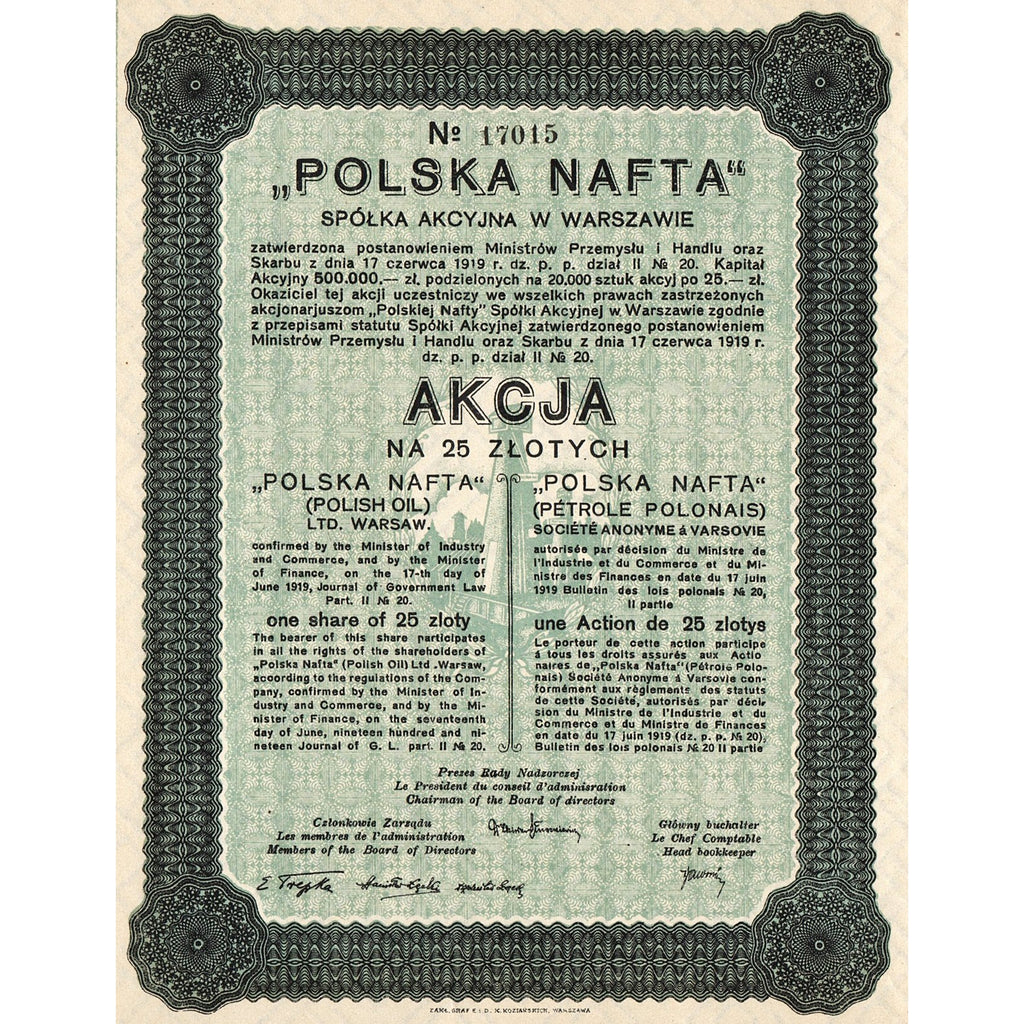 № 17015
„POLSKA NAFTA“
SPÓŁKA AKCYJNA W WARSZAWIE
zatwierdzona postanowieniem Ministrów Przemysłu i Handlu oraz
Skarbu z dnia 17 czerwca 1919 r. dz. p. p. dział II № 20. Kapitał
Akcyjny 500.000.— zł. podzielonych na 20.000 sztuk akcyj po 25.— zł.
Okaziciel tej akcji uczestniczy we wszelkich prawach zastrzeżonych
akcjonarjuszom „Polskiej Nafty" Spółki Akcyjnej w Warszawie zgodnie
z przepisami statutu Spółki Akcyjnej zatwierdzonego postanowieniem
Ministrów Przemysłu i Handlu oraz Skarbu z dnia 17 czerwca 1919 r.
dz. p. p. dział II № 20.
AKCJA
NA 25 ZŁOTYCH
„POLSKA NAFTA“
(POLISH OIL)
LTD. WARSAW.
confirmed by the Minister of Industry
and Commerce, and by the Minister
of Finance, on the 17-th day of
June 1919, Journal of Government Law
Part. II № 20.
one share of 25 zloty
The bearer of this share participates
in all the rights of the shareholders of
„Polska Nafta" (Polish Oil) Ltd .Warsaw,
according to the regulations of the Com-
pany, confirmed by the Minister of In-
dustry and Commerce, and by the Mi-
nister of Finance, on the seventeenth
day of June, nineteen hundred and ni-
neteen Journal of G. L. part. II № 20.
„POLSKA NAFTA“
(PÉTROLE POLONAIS)
SOCIÉTÉ ANONYME á VARSOVIE
autorisée par décision du Ministre de
l'Industrie et du Commerce et du Mi-
nistre des Finances en date du 17 juin
1919 Bulletin des lois polonais № 20,
II partie
une Action de 25 zlotys
Le porteur de cette action participe
á tous les droits assurés aux Actio-
naires de„Polska Nafta"(Pétrole Polo-
nais) Société Anonyme á Varsovie con-
formément aux règlements des statuts
de cette Société, autorisés par déci-
sion du Ministre de l'Industrie et du
Commerce et du Ministre de Finances
en date du 17 juin 1919 (dz. p. p. № 20),
Bulletin des lois polonais № 20 II partie
Prezes Rady Nadzorczej
Le President du conseil d'adminisration
Chairman of the Board of directors
Członkowie Zarządu
Les membres de l'administration
Members of the Board of Directors
Główny buchalter
Le Chef Comptable
Head bookkeeper
E Trepka
ZAKŁ. GRAF E. i D. K. KOZIAŃSKICH, WARSZAWA